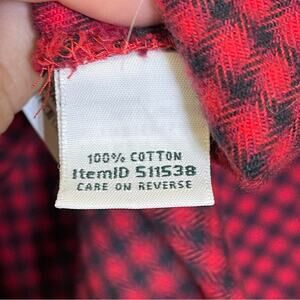 100% COTTON
ItemID 511538
CARE ON REVERSE